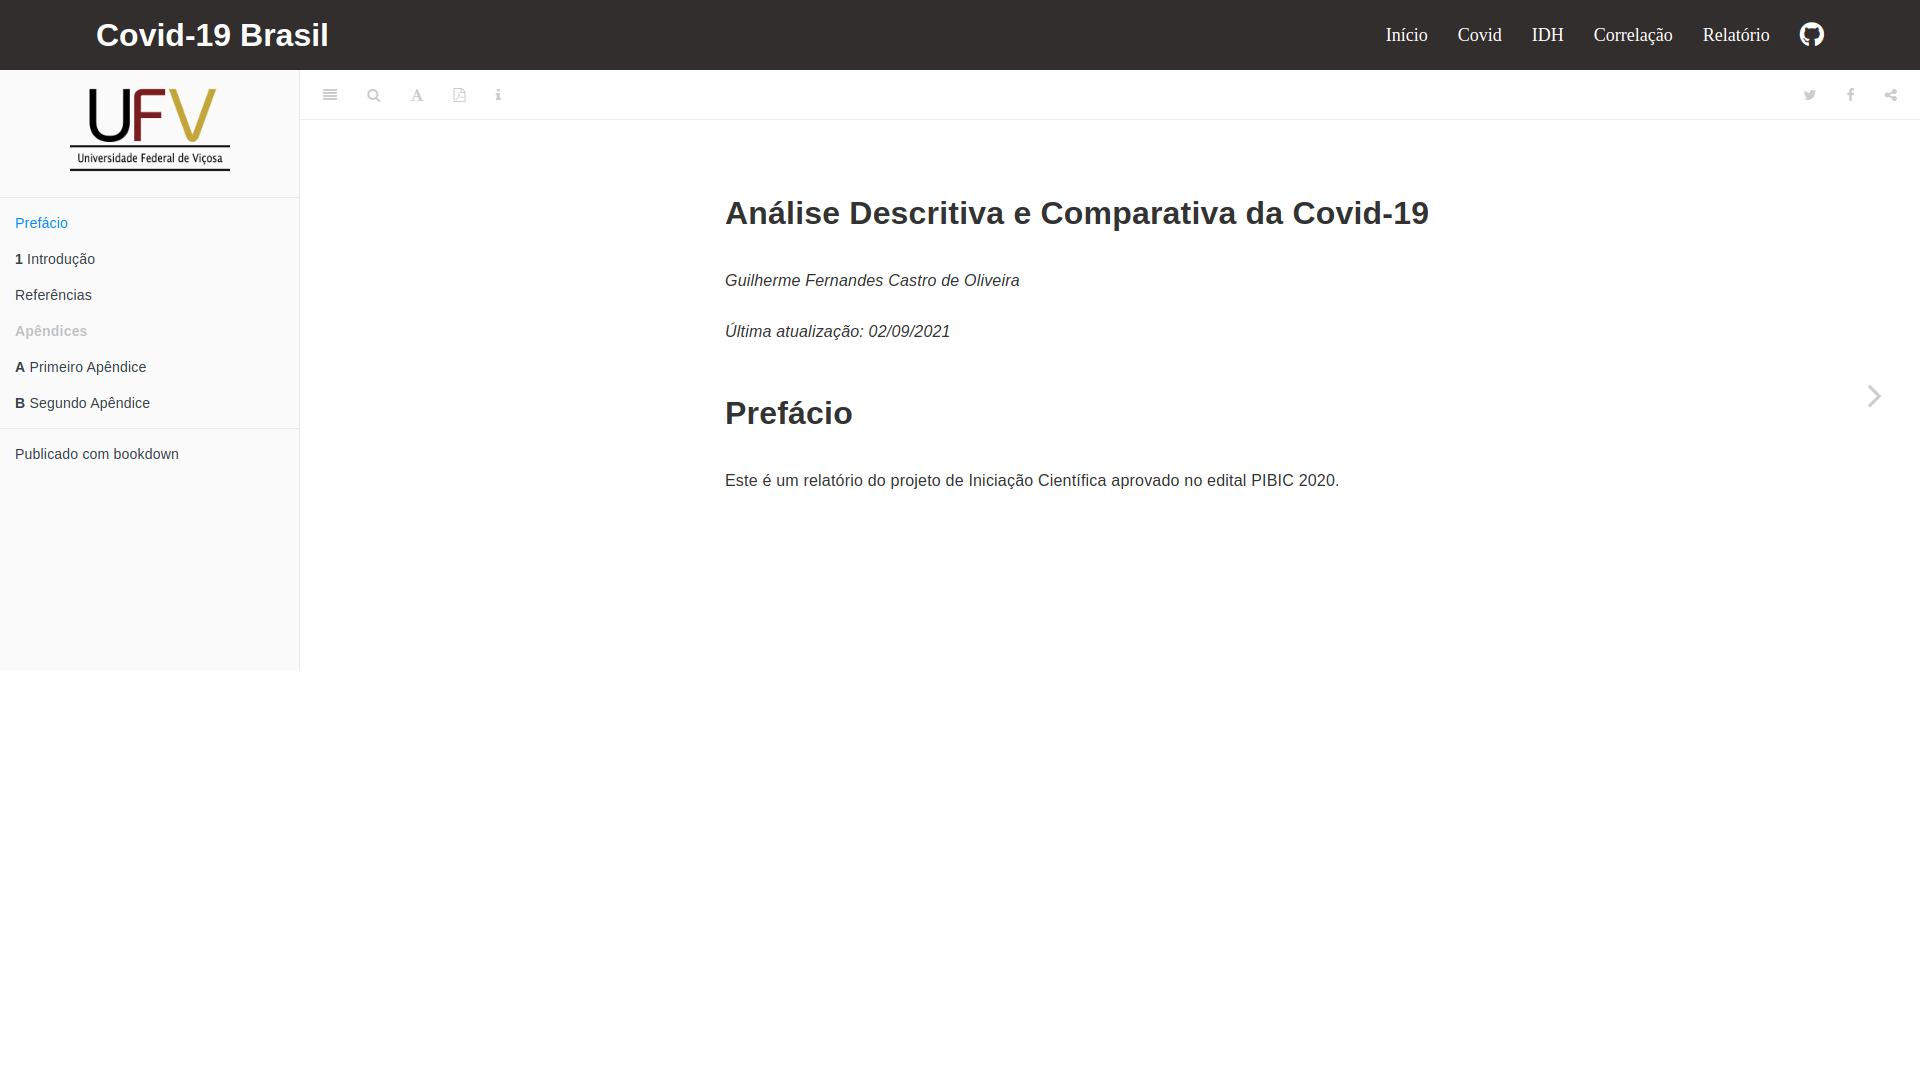 Covid-19 Brasil
Início
Covid
IDH
Correlação
Relatório
UFV
Universidade Federal de Viçosa
Prefácio
1 Introdução
Referências
Apêndices
A Primeiro Apêndice
B Segundo Apêndice
Publicado com bookdown
Análise Descritiva e Comparativa da Covid-19
Guilherme Fernandes Castro de Oliveira
Última atualização: 02/09/2021
Prefácio
Este é um relatório do projeto de Iniciação Científica aprovado no edital PIBIC 2020.